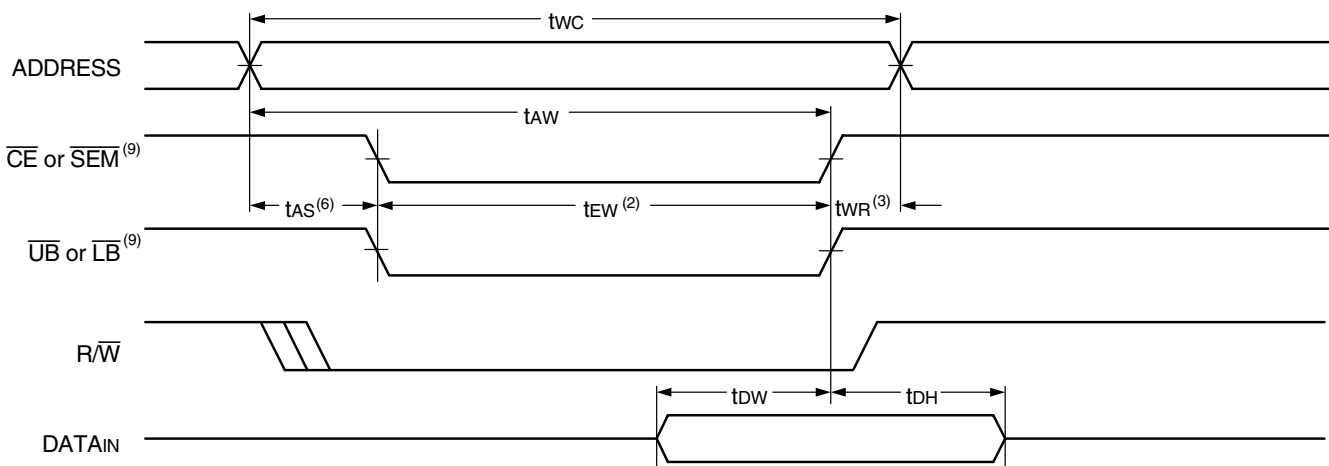 tWC
ADDRESS
tAW
CE or SEM(9)
tAS(6)
tEW(2)
tWR(3)
UB or LB(9)
R/W
tDW
tDH
DATAIN